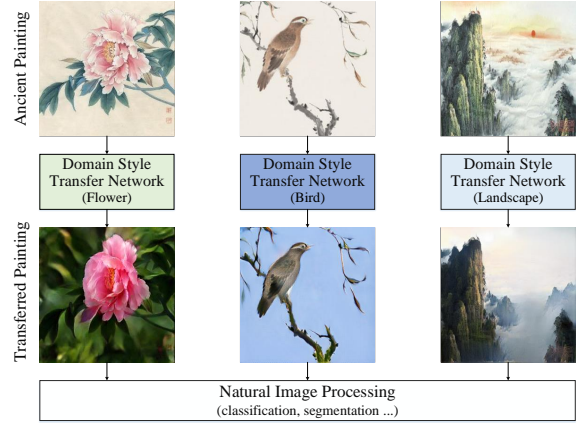 Ancient Painting
Domain Style
Transfer Network
(Flower)
Domain Style
Transfer Network
(Bird)
Domain Style
Transfer Network
(Landscape)
Transferred Painting
Natural Image Processing
(classification, segmentation ...)